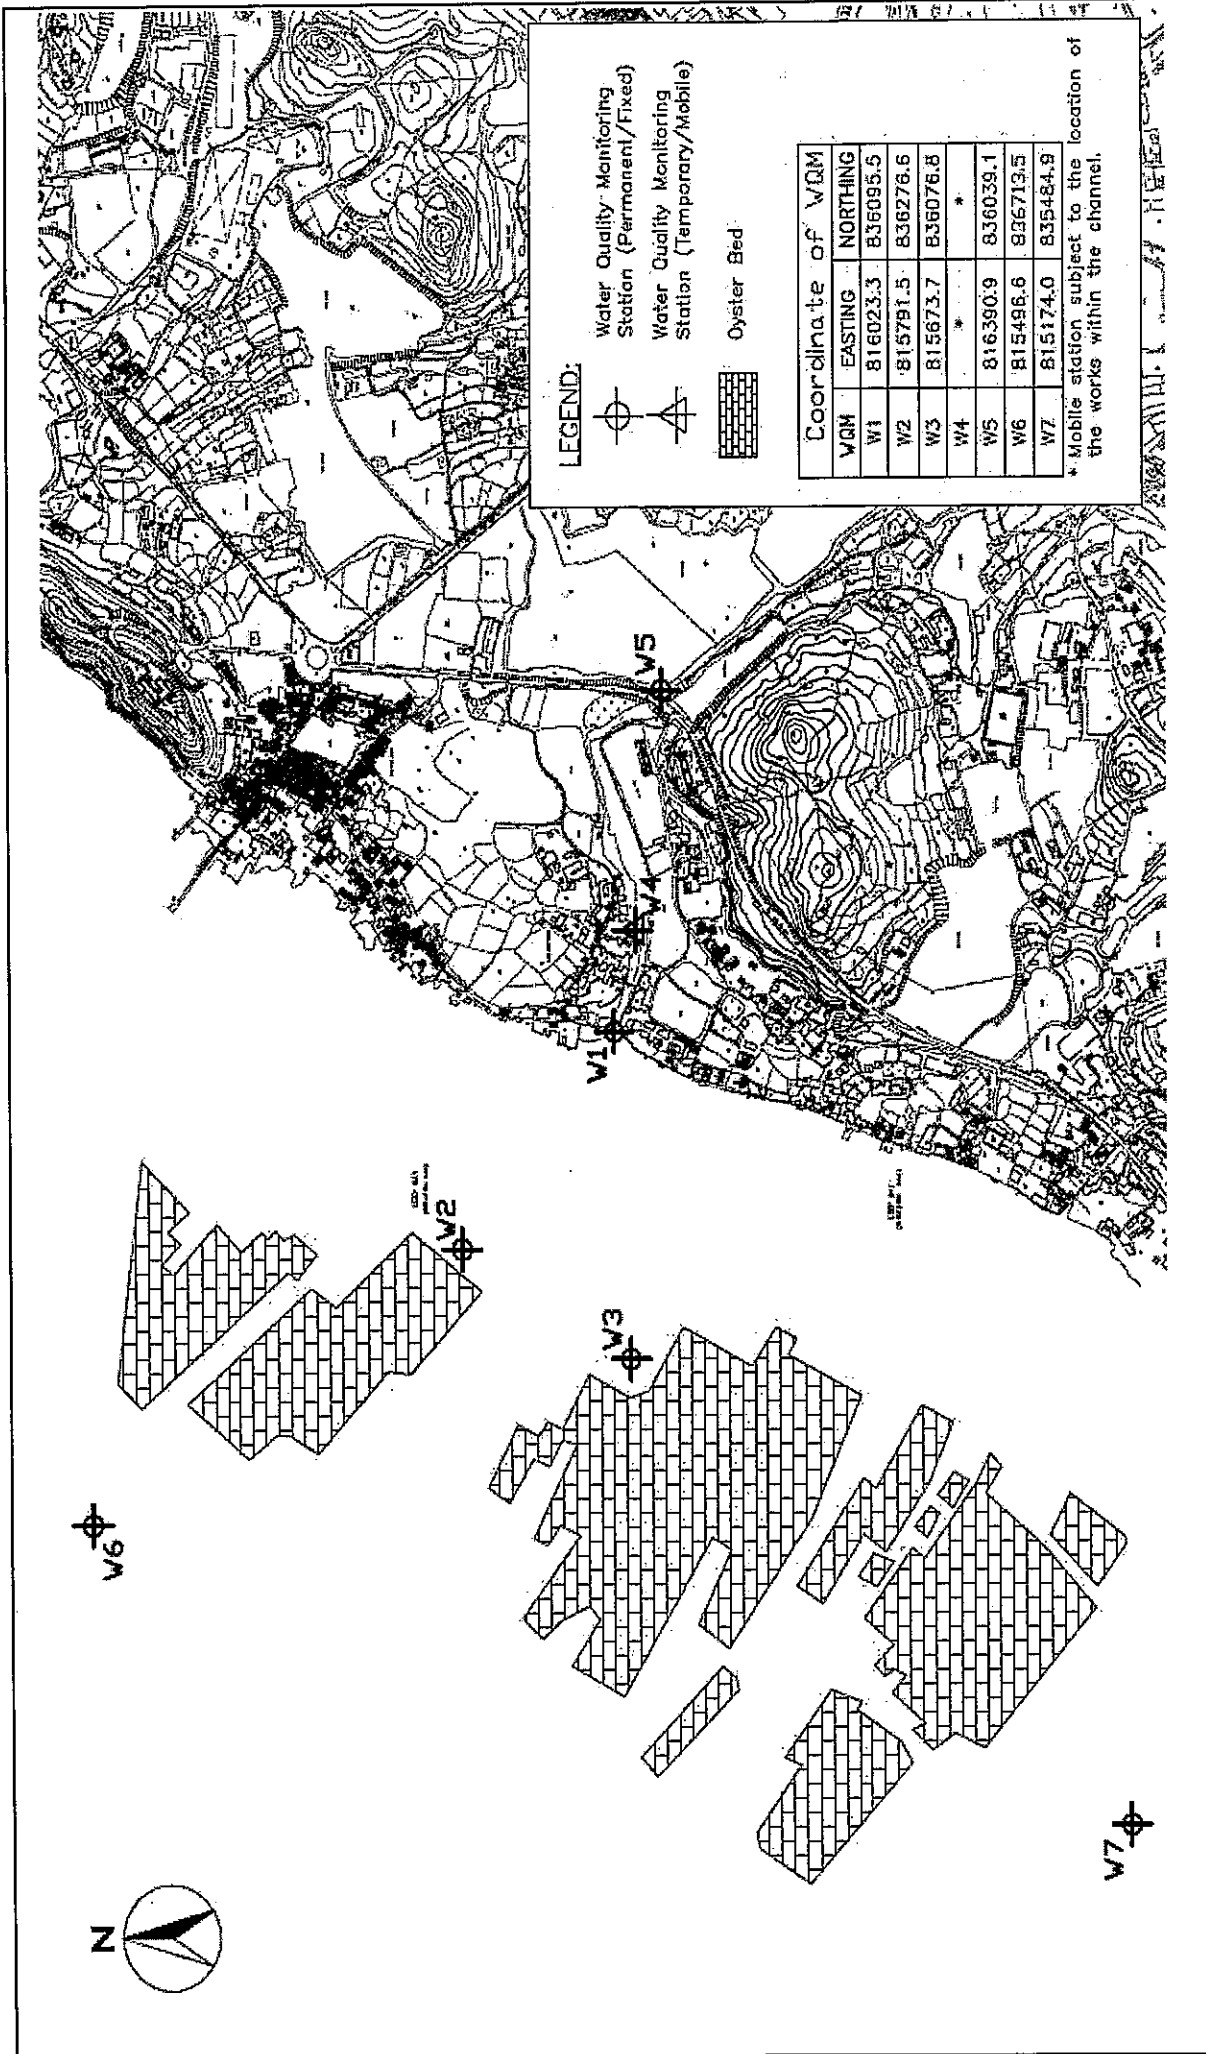 N
W6
W7
W2
W3
W1
W4
W5
LEGEND:
Water Quality Monitoring
Station (Permanent/Fixed)
Water Quality Monitoring
Station (Temporary/Mobile)
Oyster Bed
Coordinate of WQM
WQM EASTING NORTHING
W1 816023.3 836095.5
W2 815791.5 836276.6
W3 815673.7 836076.8
W4 * *
W5 816390.9 836039.1
W6 815496.6 836713.5
W7 815174.0 835484.9
* Mobile station subject to the location of
the works within the channel.